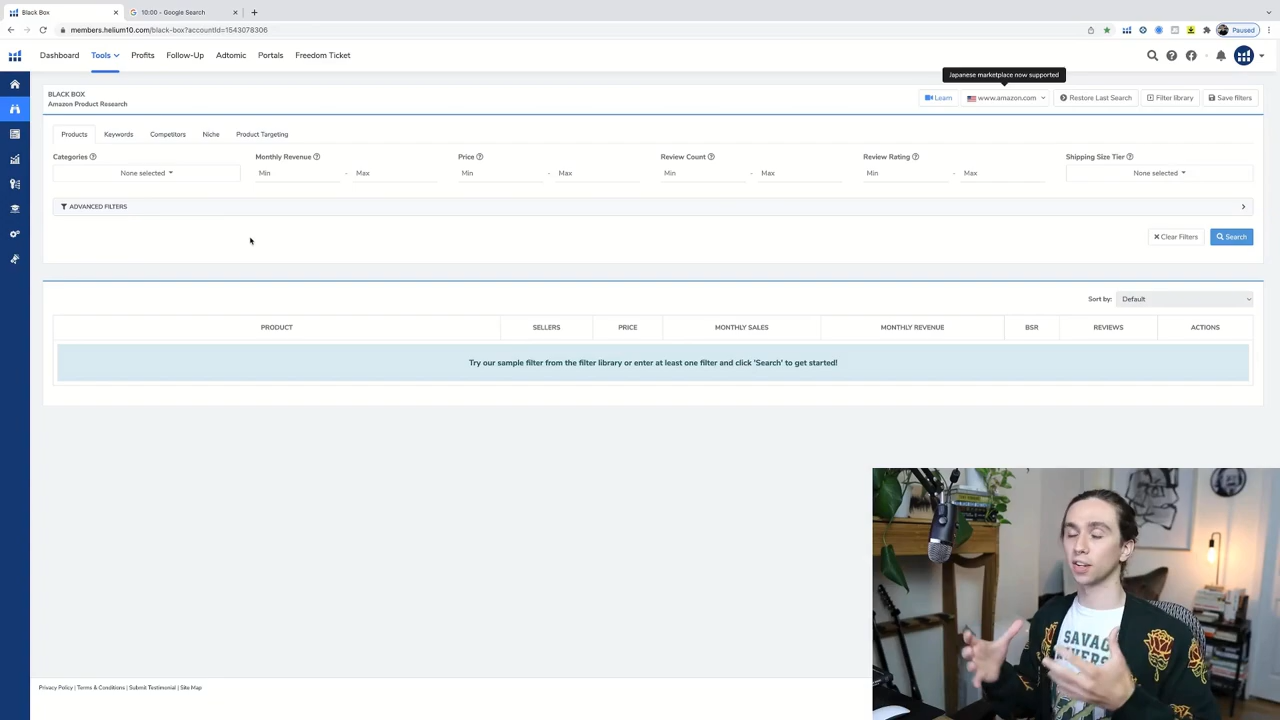 Black Box
10:00 - Google Search
members.helium10.com/black-box?accountId=1543078306
Paused
Dashboard
Tools
Profits
Follow-Up
Adtomic
Portals
Freedom Ticket
Japanese marketplace now supported
BLACK BOX
Amazon Product Research
Learn
www.amazon.com
Restore Last Search
Filter library
Save filters
Products
Keywords
Competitors
Niche
Product Targeting
Categories
Monthly Revenue
Price
Review Count
Review Rating
Shipping Size Tier
None selected
Min - Max
Min - Max
Min - Max
Min - Max
None selected
ADVANCED FILTERS
Clear Filters
Search
Sort by: Default
PRODUCT
SELLERS
PRICE
MONTHLY SALES
MONTHLY REVENUE
BSR
REVIEWS
ACTIONS
Try our sample filter from the filter library or enter at least one filter and click 'Search' to get started!
SAVAG
Privacy Policy | Terms & Conditions | Submit Testimonial | Site Map